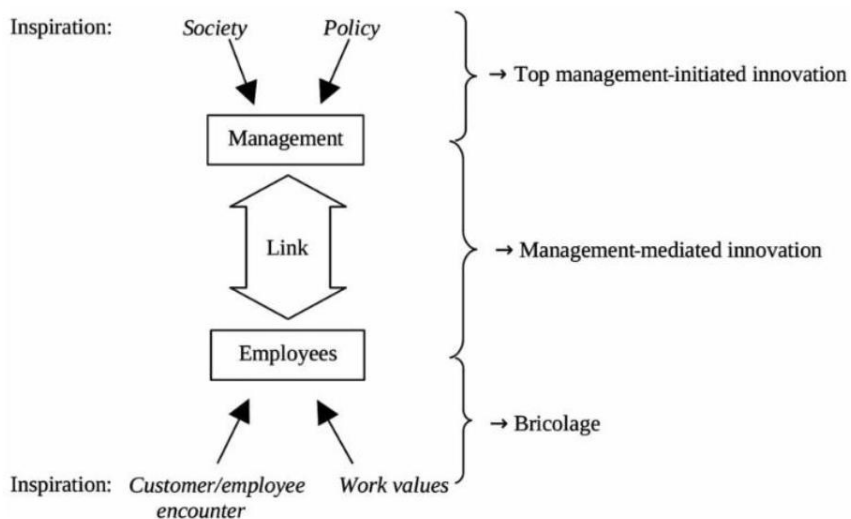 Inspiration: Society Policy
→ Top management-initiated innovation
Management
Link
→ Management-mediated innovation
Employees
→ Bricolage
Inspiration: Customer/employee Work values
encounter